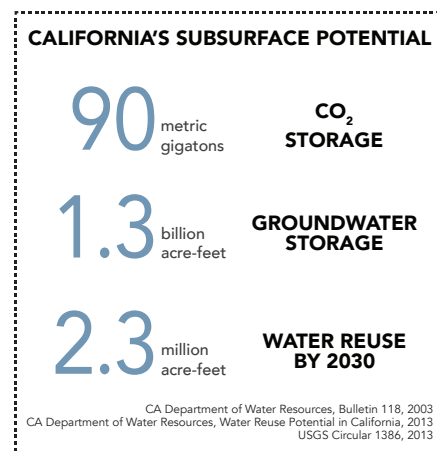 CALIFORNIA'S SUBSURFACE POTENTIAL
90 metric gigatons
CO₂ STORAGE
1.3 billion acre-feet
GROUNDWATER STORAGE
2.3 million acre-feet
WATER REUSE BY 2030
CA Department of Water Resources, Bulletin 118, 2003
CA Department of Water Resources, Water Reuse Potential in California, 2013
USGS Circular 1386, 2013